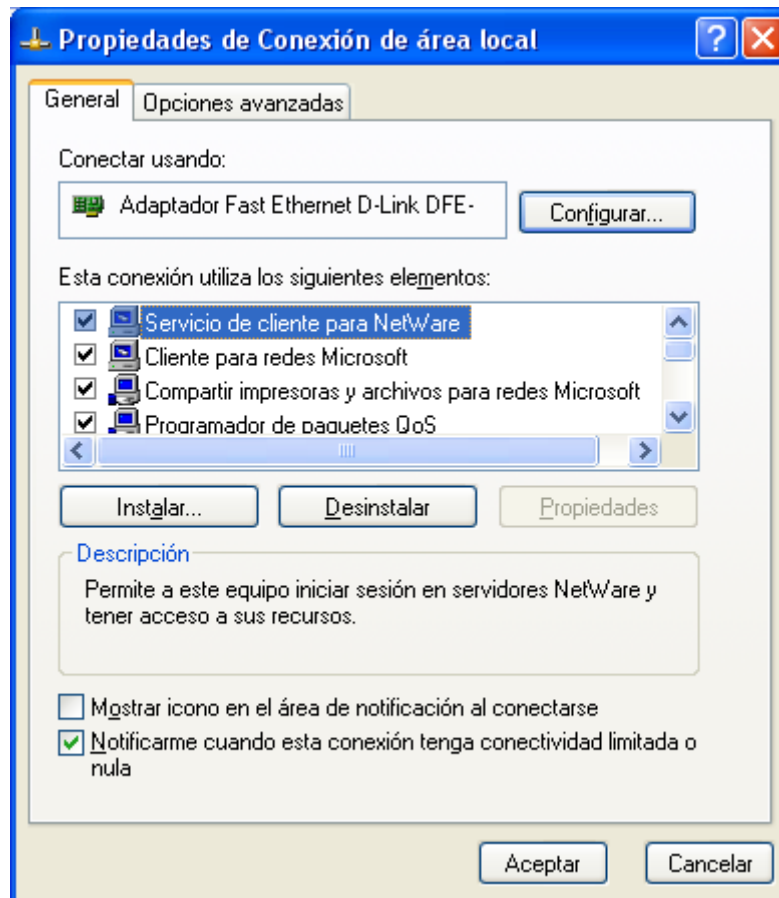 Propiedades de Conexión de área local
General
Opciones avanzadas
Conectar usando:
Adaptador Fast Ethernet D-Link DFE-
Configurar...
Esta conexión utiliza los siguientes elementos:
Servicio de cliente para NetWare
Cliente para redes Microsoft
Compartir impresoras y archivos para redes Microsoft
Programador de paquetes QoS
Instalar...
Desinstalar
Propiedades
Descripción
Permite a este equipo iniciar sesión en servidores NetWare y
tener acceso a sus recursos.
Mostrar icono en el área de notificación al conectarse
Notificarme cuando esta conexión tenga conectividad limitada o
nula
Aceptar
Cancelar